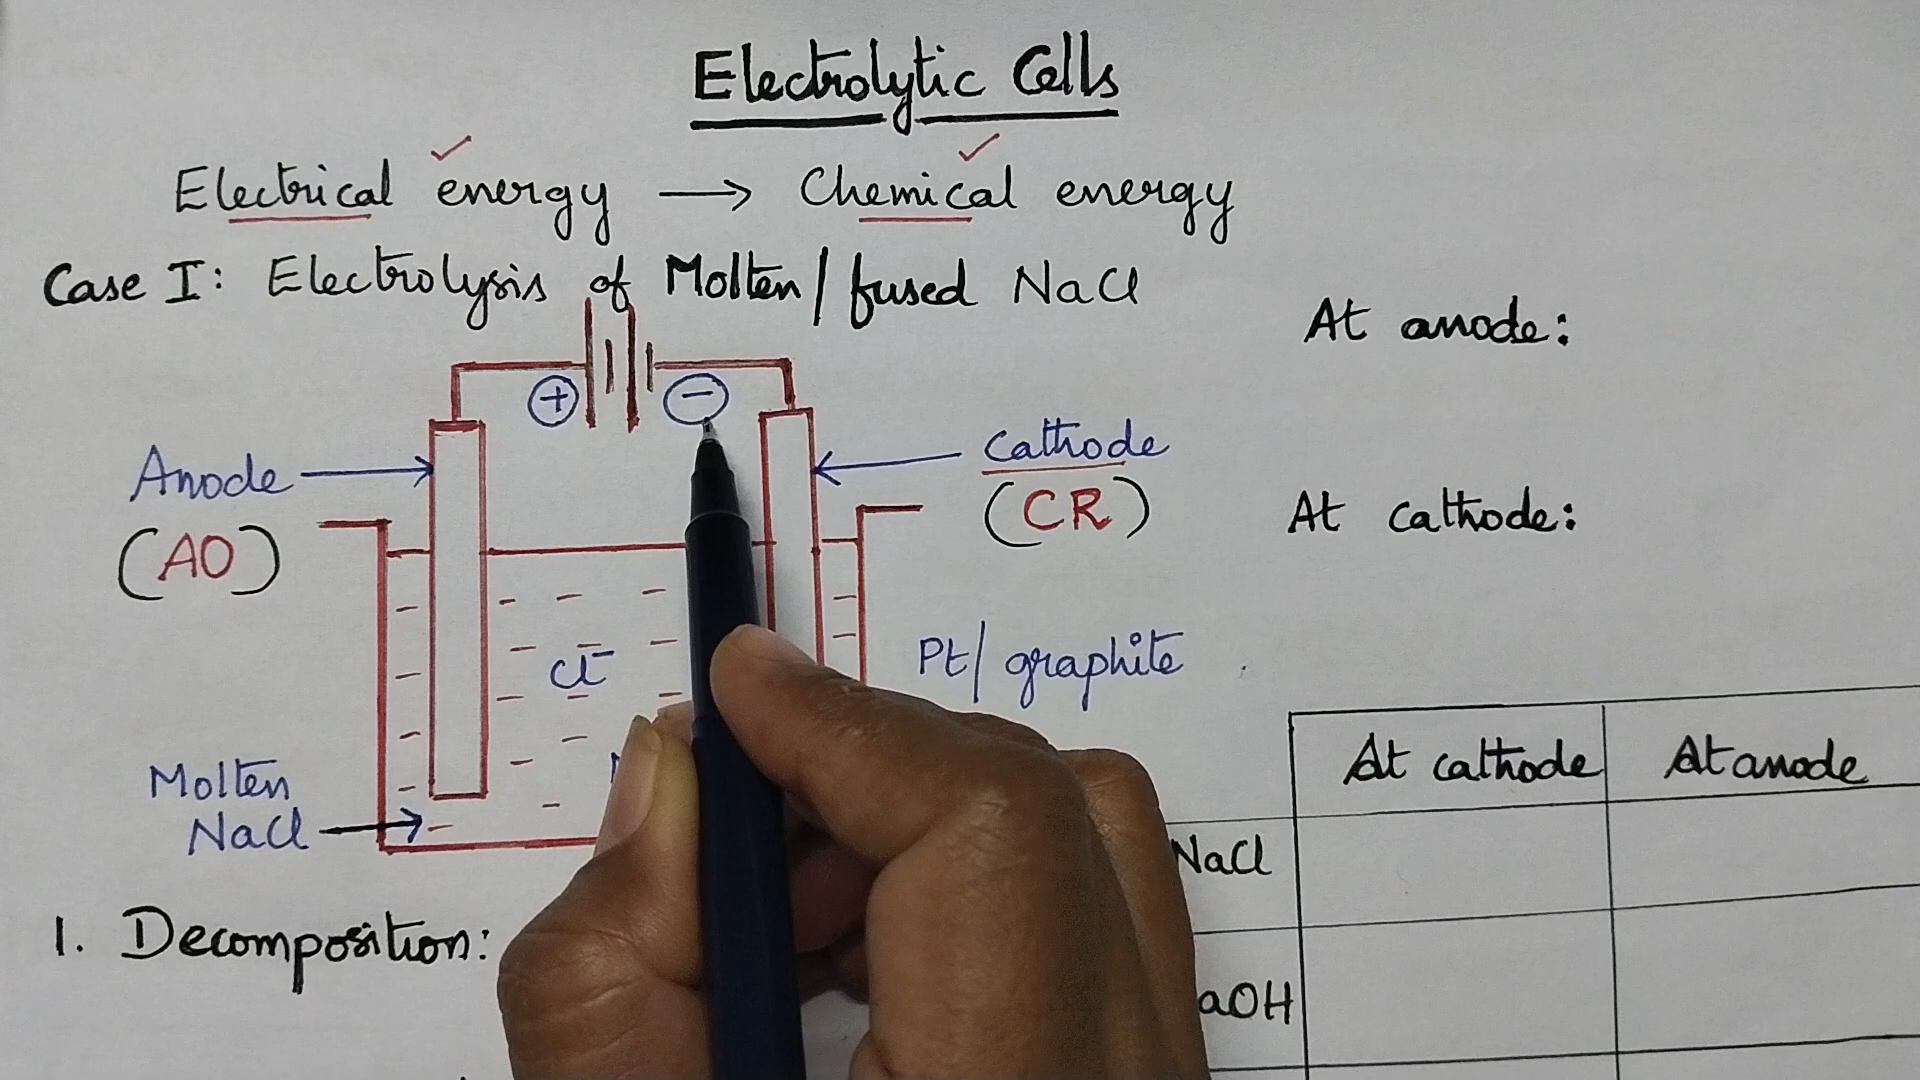 Electrolytic Cells
Electrical energy → Chemical energy
Case I: Electrolysis of Molten/fused NaCl
At anode:
+ −
Anode
Cathode
(AO)
(CR)
At cathode:
Cl⁻
Pt/graphite
Molten
NaCl
At cathode At anode
NaCl
1. Decomposition:
aOH